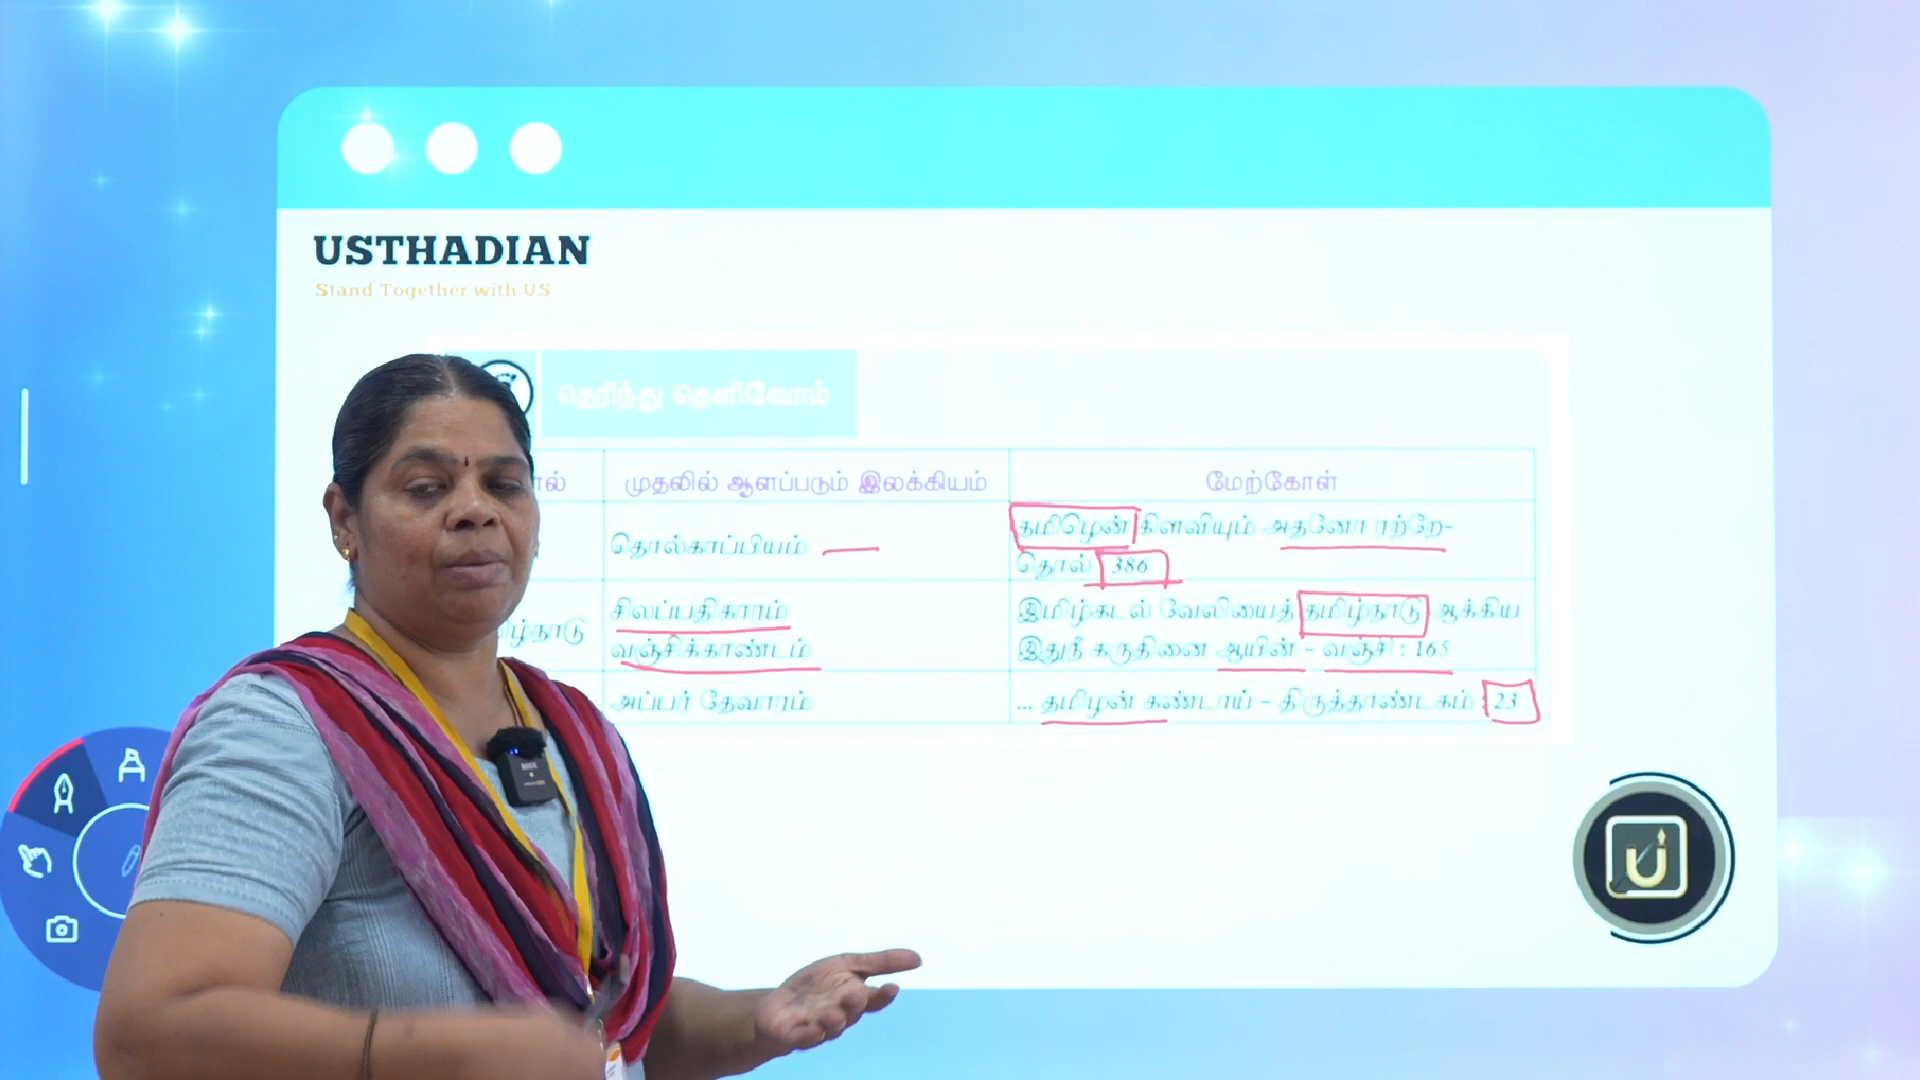 USTHADIAN
Stand Together with US
தெரிந்து தெளிவோம்
முதலில் ஆளப்படும் இலக்கியம்
மேற்கோள்
தொல்காப்பியம்
தமிழென் கிளவியும் அதனோ ரற்றே-
தொல் 386
சிலப்பதிகாரம்
வஞ்சிக்காண்டம்
இமிழ்கடல் வேலியைத் தமிழ்நாடு ஆக்கிய
இதுநீ கருதினை ஆயின் - வஞ்சி : 165
அப்பர் தேவாரம்
... தமிழன் கண்டாய் - திருத்தாண்டகம் : 23